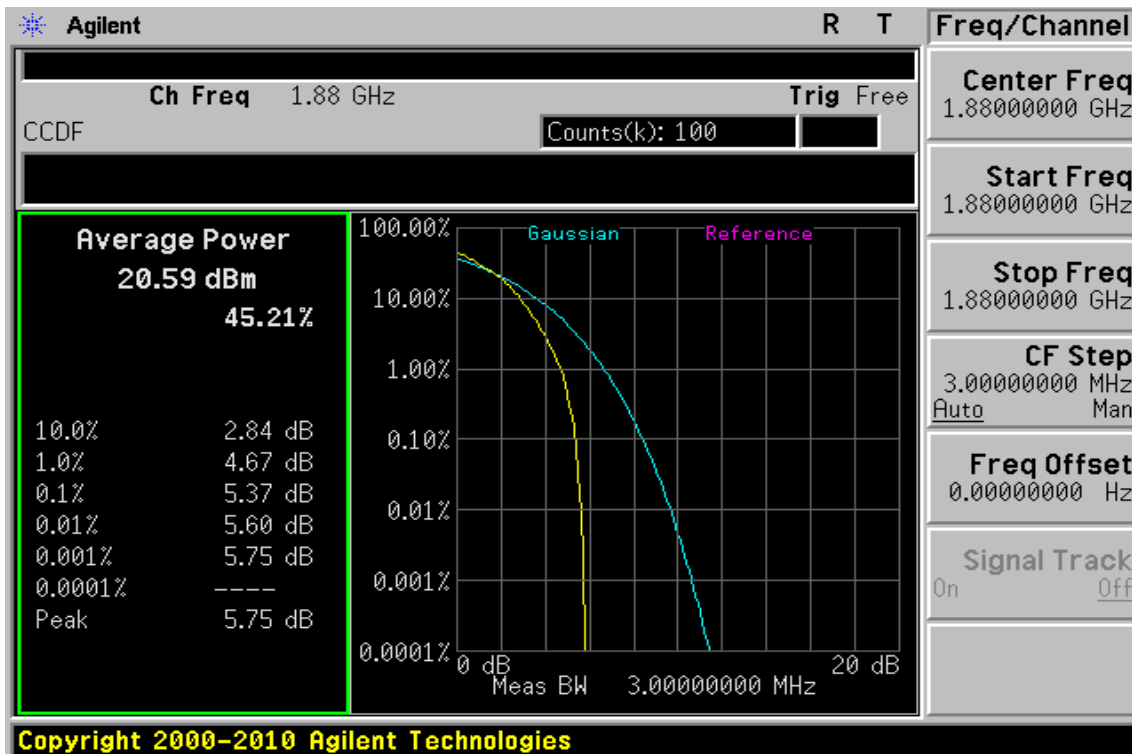 Agilent R T
Freq/Channel
Ch Freq 1.88 GHz Trig Free
CCDF Counts(k): 100
Average Power
20.59 dBm
45.21%
10.0% 2.84 dB
1.0% 4.67 dB
0.1% 5.37 dB
0.01% 5.60 dB
0.001% 5.75 dB
0.0001% ----
Peak 5.75 dB
Gaussian Reference
100.00%
10.00%
1.00%
0.10%
0.01%
0.001%
0.0001%
0 dB 20 dB
Meas BW 3.00000000 MHz
Center Freq
1.88000000 GHz
Start Freq
1.88000000 GHz
Stop Freq
1.88000000 GHz
CF Step
3.00000000 MHz
Auto Man
Freq Offset
0.00000000 Hz
Signal Track
On Off
Copyright 2000-2010 Agilent Technologies